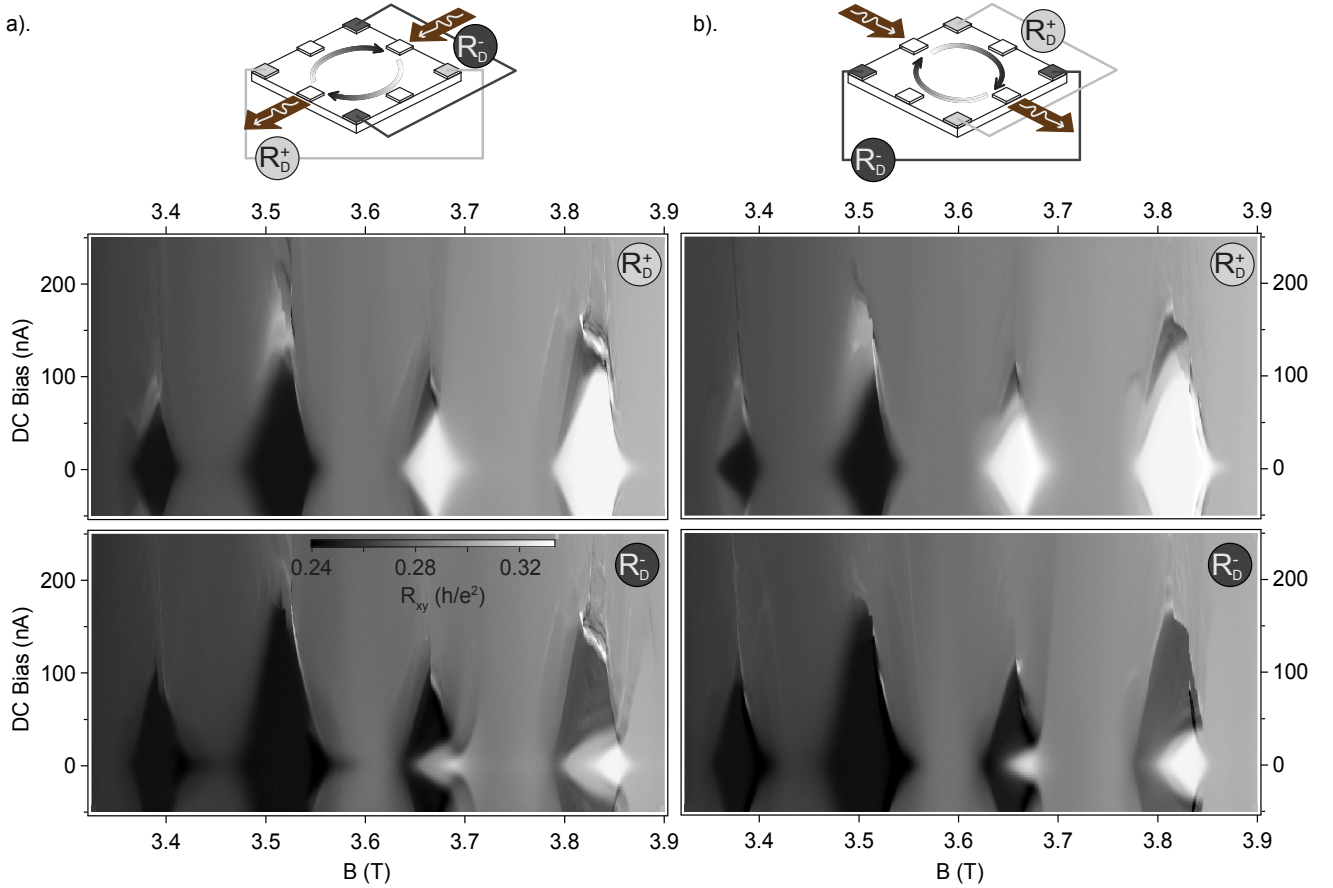 a).
R_D^-
R_D^+
b).
R_D^+
R_D^-
3.4 3.5 3.6 3.7 3.8 3.9
3.4 3.5 3.6 3.7 3.8 3.9
200
100
0
DC Bias (nA)
R_D^+
R_D^+
200
100
0
200
100
0
DC Bias (nA)
0.24 0.28 0.32
R_xy (h/e²)
R_D^-
R_D^-
200
100
0
3.4 3.5 3.6 3.7 3.8 3.9
B (T)
3.4 3.5 3.6 3.7 3.8 3.9
B (T)